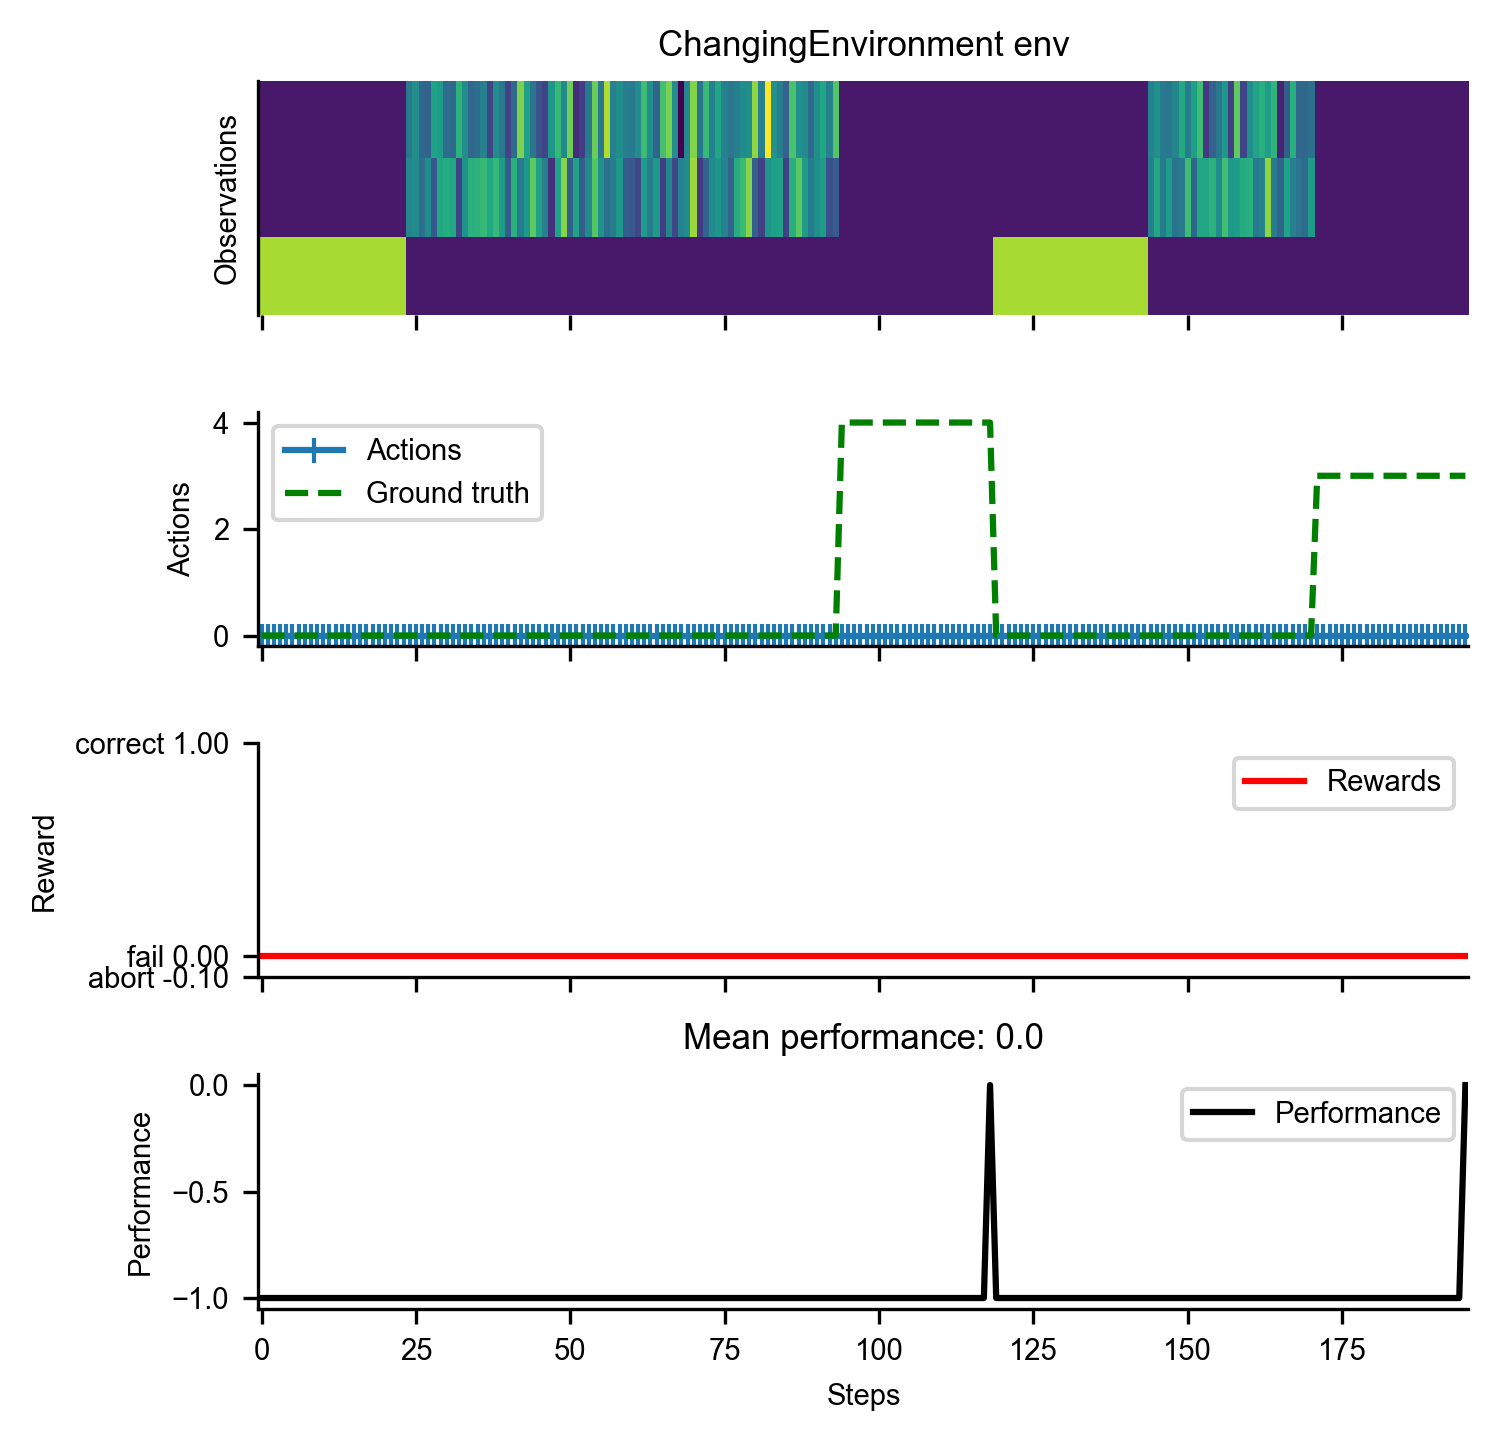 ChangingEnvironment env
Observations
4
2
0
Actions
Actions
Ground truth
correct 1.00
fail 0.00
abort -0.10
Reward
Rewards
Mean performance: 0.0
0.0
−0.5
−1.0
Performance
Performance
0 25 50 75 100 125 150 175
Steps